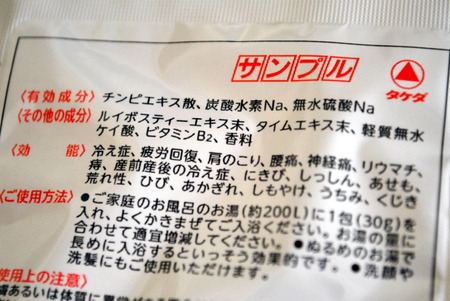 サンプル
タケダ
〈有効成分〉チンピエキス散、炭酸水素Na、無水硫酸Na
〈その他の成分〉ルイボスティーエキス末、タイムエキス末、軽質無水
ケイ酸、ビタミンB2、香料
〈効能〉冷え症、疲労回復、肩のこり、腰痛、神経痛、リウマチ、
痔、産前産後の冷え症、にきび、しっしん、あせも、
荒れ性、ひび、あかぎれ、しもやけ、うちみ、くじき
〈ご使用方法〉●ご家庭のお風呂のお湯(約200L)に1包(30g)を
入れ、よくかきまぜてご入浴ください。お湯の量に
合わせて適宜増減してください。●ぬるめのお湯で
長めに入浴するといっそう効果的です。●洗顔や
洗髪にもご使用いただけます。
使用上の注意〉